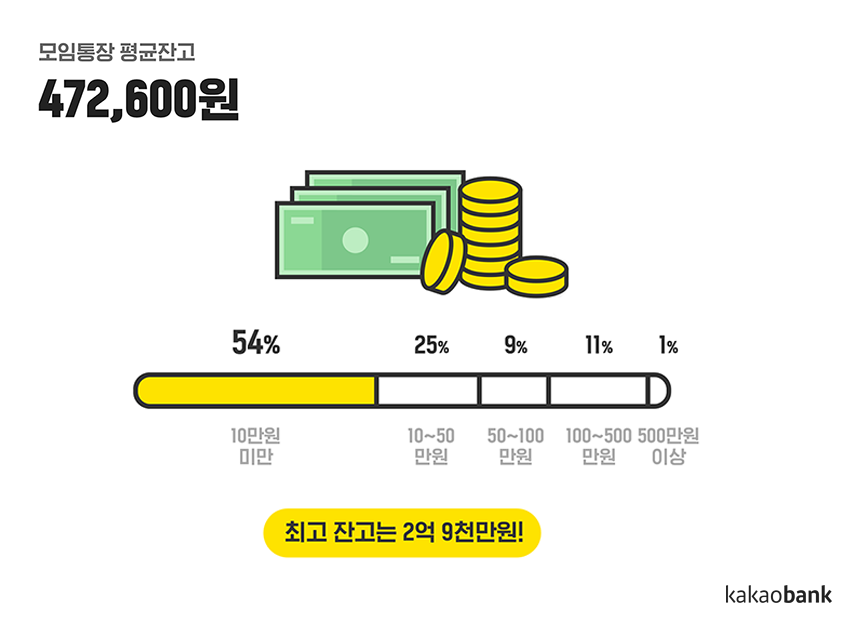 모임통장 평균잔고
472,600원
54% 25% 9% 11% 1%
10만원 10~50 50~100 100~500 500만원
미만 만원 만원 만원 이상
최고 잔고는 2억 9천만원!
kakaobank